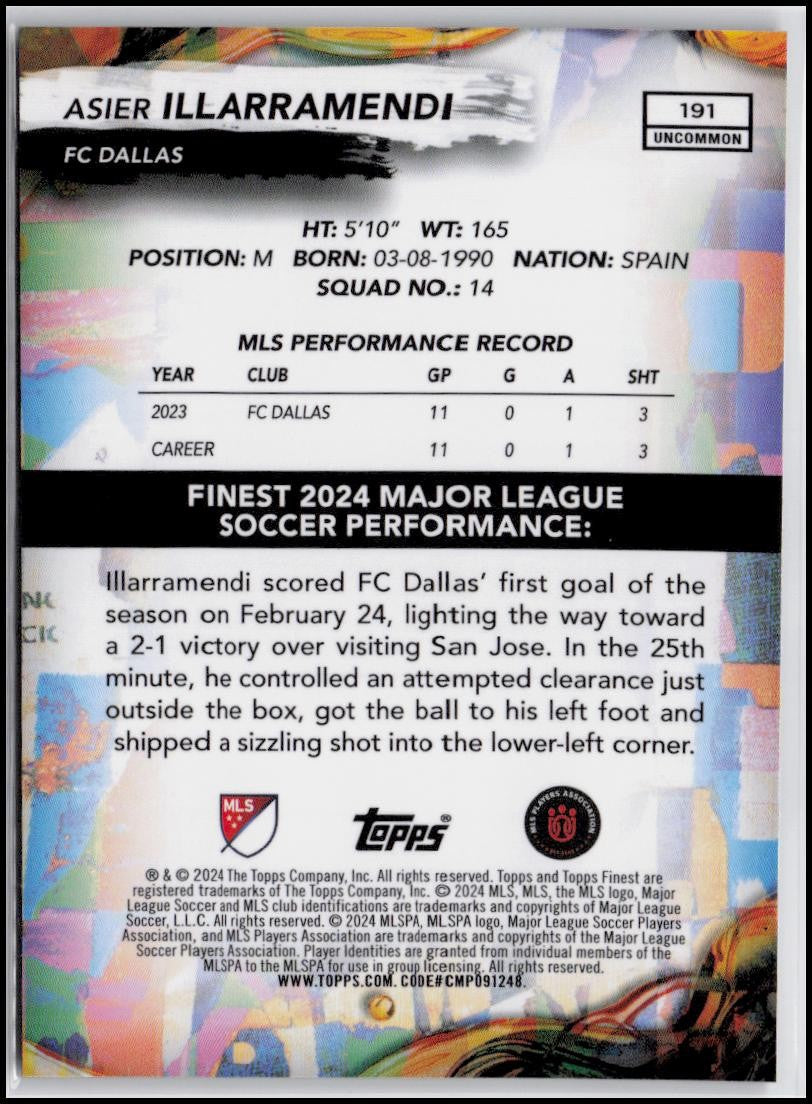 ASIER ILLARRAMENDI
FC DALLAS
191
UNCOMMON
HT: 5'10" WT: 165
POSITION: M BORN: 03-08-1990 NATION: SPAIN
SQUAD NO.: 14
MLS PERFORMANCE RECORD
YEAR CLUB GP G A SHT
2023 FC DALLAS 11 0 1 3
CAREER 11 0 1 3
FINEST 2024 MAJOR LEAGUE
SOCCER PERFORMANCE:
Illarramendi scored FC Dallas' first goal of the
season on February 24, lighting the way toward
a 2-1 victory over visiting San Jose. In the 25th
minute, he controlled an attempted clearance just
outside the box, got the ball to his left foot and
shipped a sizzling shot into the lower-left corner.
MLS
Topps®
MLS PLAYERS ASSOCIATION
® & © 2024 The Topps Company, Inc. All rights reserved. Topps and Topps Finest are
registered trademarks of The Topps Company, Inc. © 2024 MLS, MLS, the MLS logo, Major
League Soccer and MLS club identifications are trademarks and copyrights of Major League
Soccer, L.L.C. All rights reserved. © 2024 MLSPA, MLSPA logo, Major League Soccer Players
Association, and MLS Players Association are trademarks and copyrights of the Major League
Soccer Players Association. Player Identities are granted from individual members of the
MLSPA to the MLSPA for use in group licensing. All rights reserved.
WWW.TOPPS.COM. CODE#CMP091248.